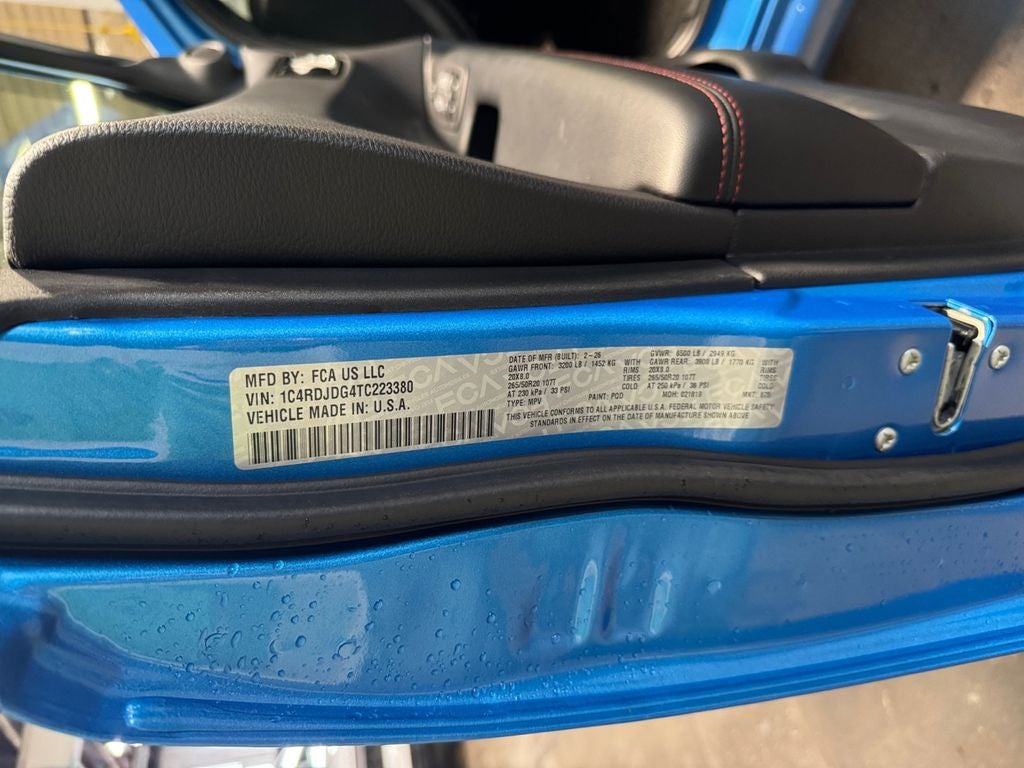 MFD BY: FCA US LLC
VIN: 1C4RDJDG4TC223380
VEHICLE MADE IN: U.S.A.
DATE OF MFR (BUILT): 2-26 GVWR: 6500 LB / 2949 KG
GAWR FRONT: 3200 LB / 1452 KG WITH GAWR REAR: 3900 LB / 1770 KG WITH
20X8.0 RIMS 20X8.0 RIMS
265/50R20 107T TIRES 265/50R20 107T TIRES
AT 230 kPa / 33 PSI COLD AT 250 kPa / 36 PSI COLD
TYPE: MPV PAINT: PQD MDH: 021819 MKT:
THIS VEHICLE CONFORMS TO ALL APPLICABLE U.S.A. FEDERAL MOTOR VEHICLE SAFETY
STANDARDS IN EFFECT ON THE DATE OF MANUFACTURE SHOWN ABOVE.